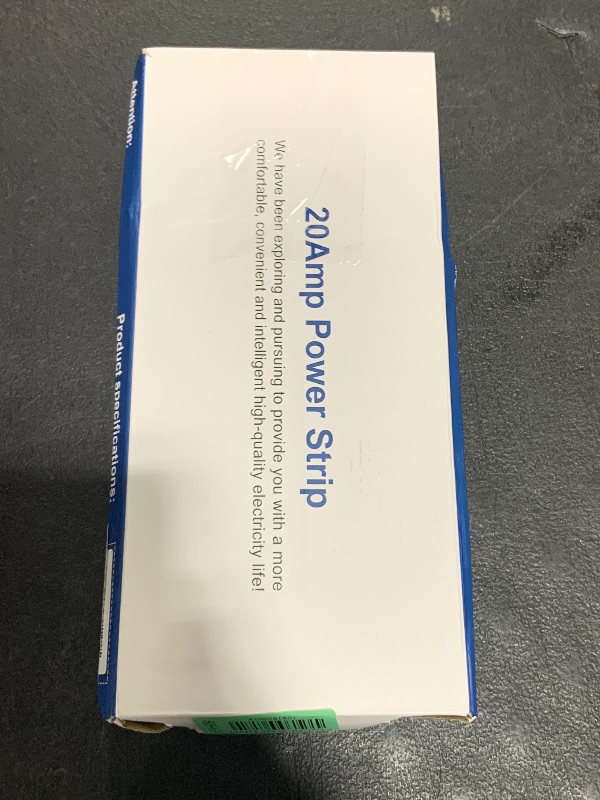 20Amp Power Strip
We have been exploring and pursuing to provide you with a more
comfortable, convenient and intelligent high-quality electricity life!
Attention:
Product specifications: